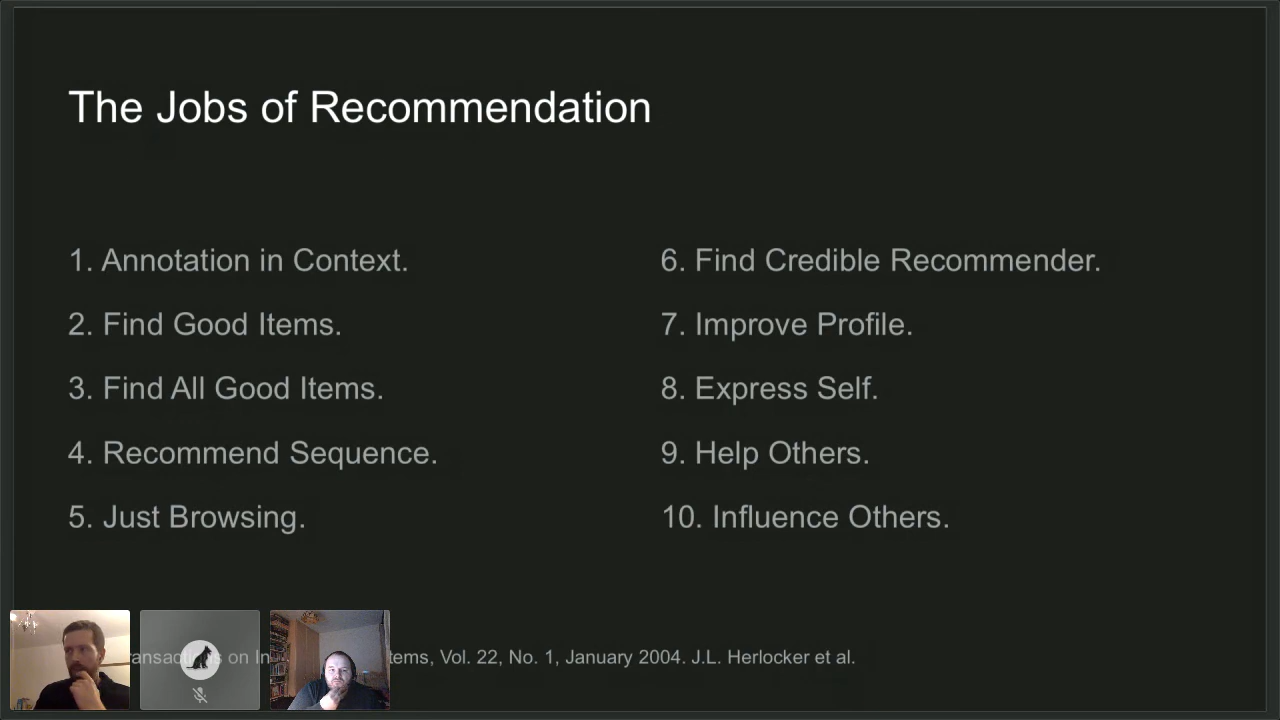 The Jobs of Recommendation
1. Annotation in Context.
2. Find Good Items.
3. Find All Good Items.
4. Recommend Sequence.
5. Just Browsing.
6. Find Credible Recommender.
7. Improve Profile.
8. Express Self.
9. Help Others.
10. Influence Others.
on Vol. 22, No. 1, January 2004. J.L. Herlocker et al.